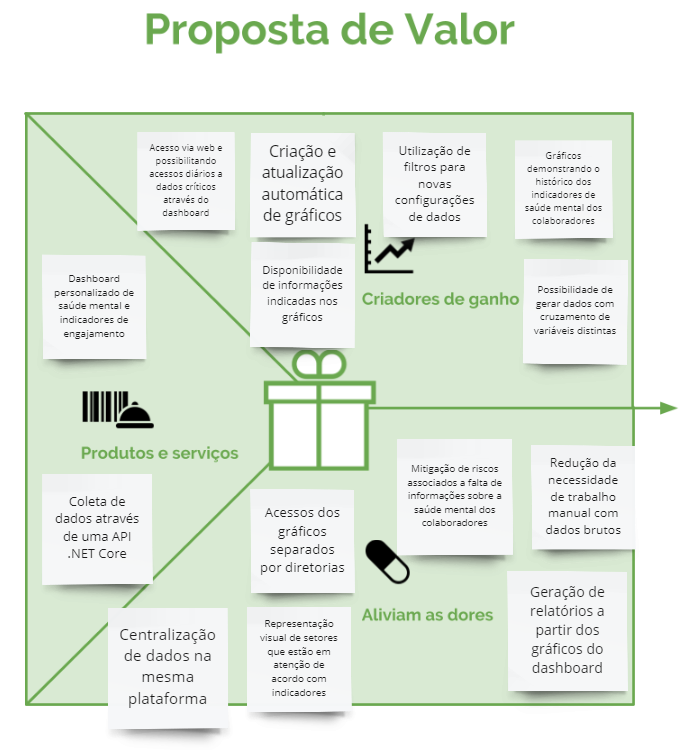 Proposta de Valor
Acesso via web e
possibilitando
acessos diários a
dados críticos
através do
dashboard
Criação e
atualização
automática
de gráficos
Utilização de
filtros para
novas
configurações
de dados
Gráficos
demonstrando o
histórico dos
indicadores de
saúde mental dos
colaboradores
Disponibilidade
de informações
indicadas nos
gráficos
Criadores de ganho
Possibilidade de
gerar dados com
cruzamento de
variáveis distintas
Dashboard
personalizado de
saúde mental e
indicadores de
engajamento
Produtos e serviços
Coleta de
dados através
de uma API
.NET Core
Centralização
de dados na
mesma
plataforma
Acessos dos
gráficos
separados
por diretorias
Mitigação de riscos
associados a falta de
informações sobre a
saúde mental dos
colaboradores
Redução da
necessidade
de trabalho
manual com
dados brutos
Aliviam as dores
Representação
visual de setores
que estão em
atenção de
acordo com
indicadores
Geração de
relatórios a
partir dos
gráficos do
dashboard